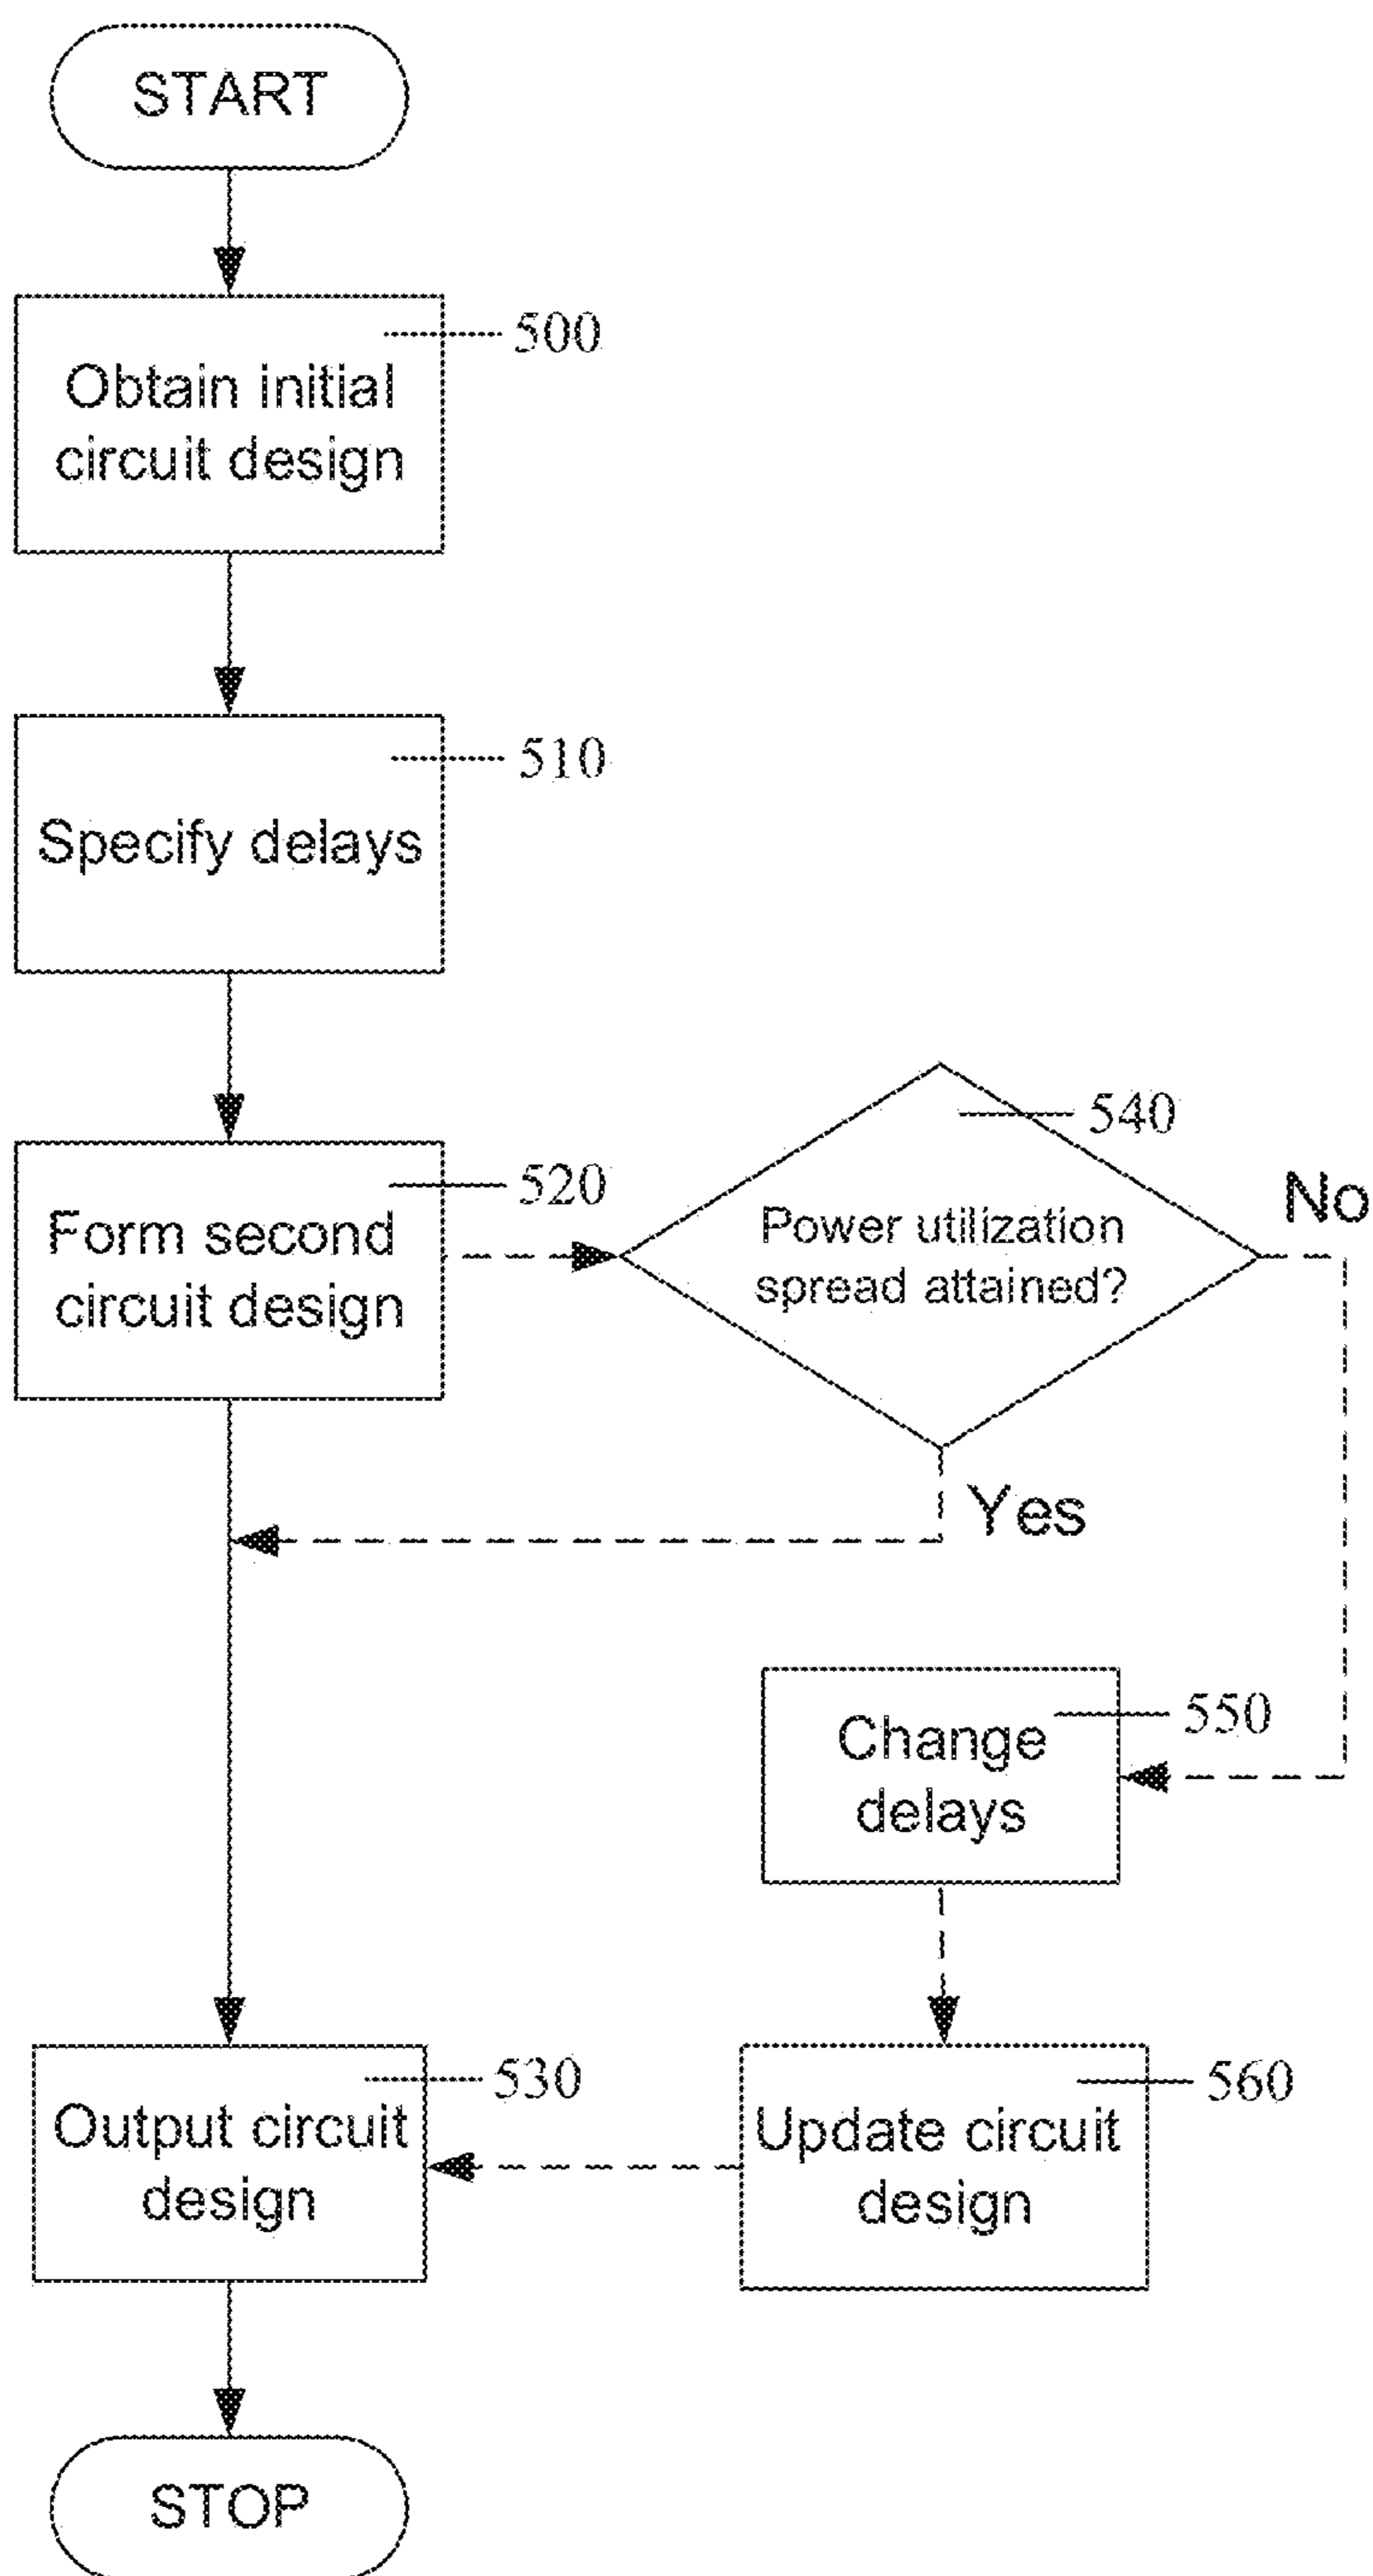 START
500
Obtain initial
circuit design
510
Specify delays
520
Form second
circuit design
540
Power utilization
spread attained?
No
Yes
550
Change
delays
530
Output circuit
design
560
Update circuit
design
STOP